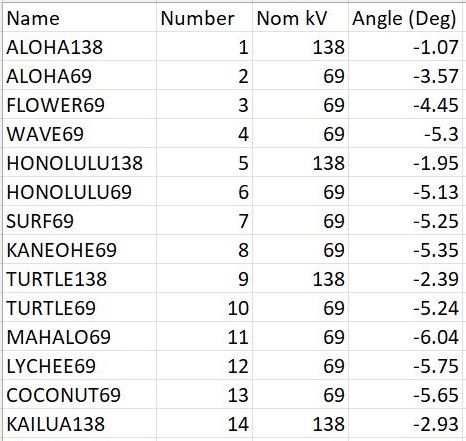 Name Number Nom kV Angle (Deg)
ALOHA138 1 138 -1.07
ALOHA69 2 69 -3.57
FLOWER69 3 69 -4.45
WAVE69 4 69 -5.3
HONOLULU138 5 138 -1.95
HONOLULU69 6 69 -5.13
SURF69 7 69 -5.25
KANEOHE69 8 69 -5.35
TURTLE138 9 138 -2.39
TURTLE69 10 69 -5.24
MAHALO69 11 69 -6.04
LYCHEE69 12 69 -5.75
COCONUT69 13 69 -5.65
KAILUA138 14 138 -2.93